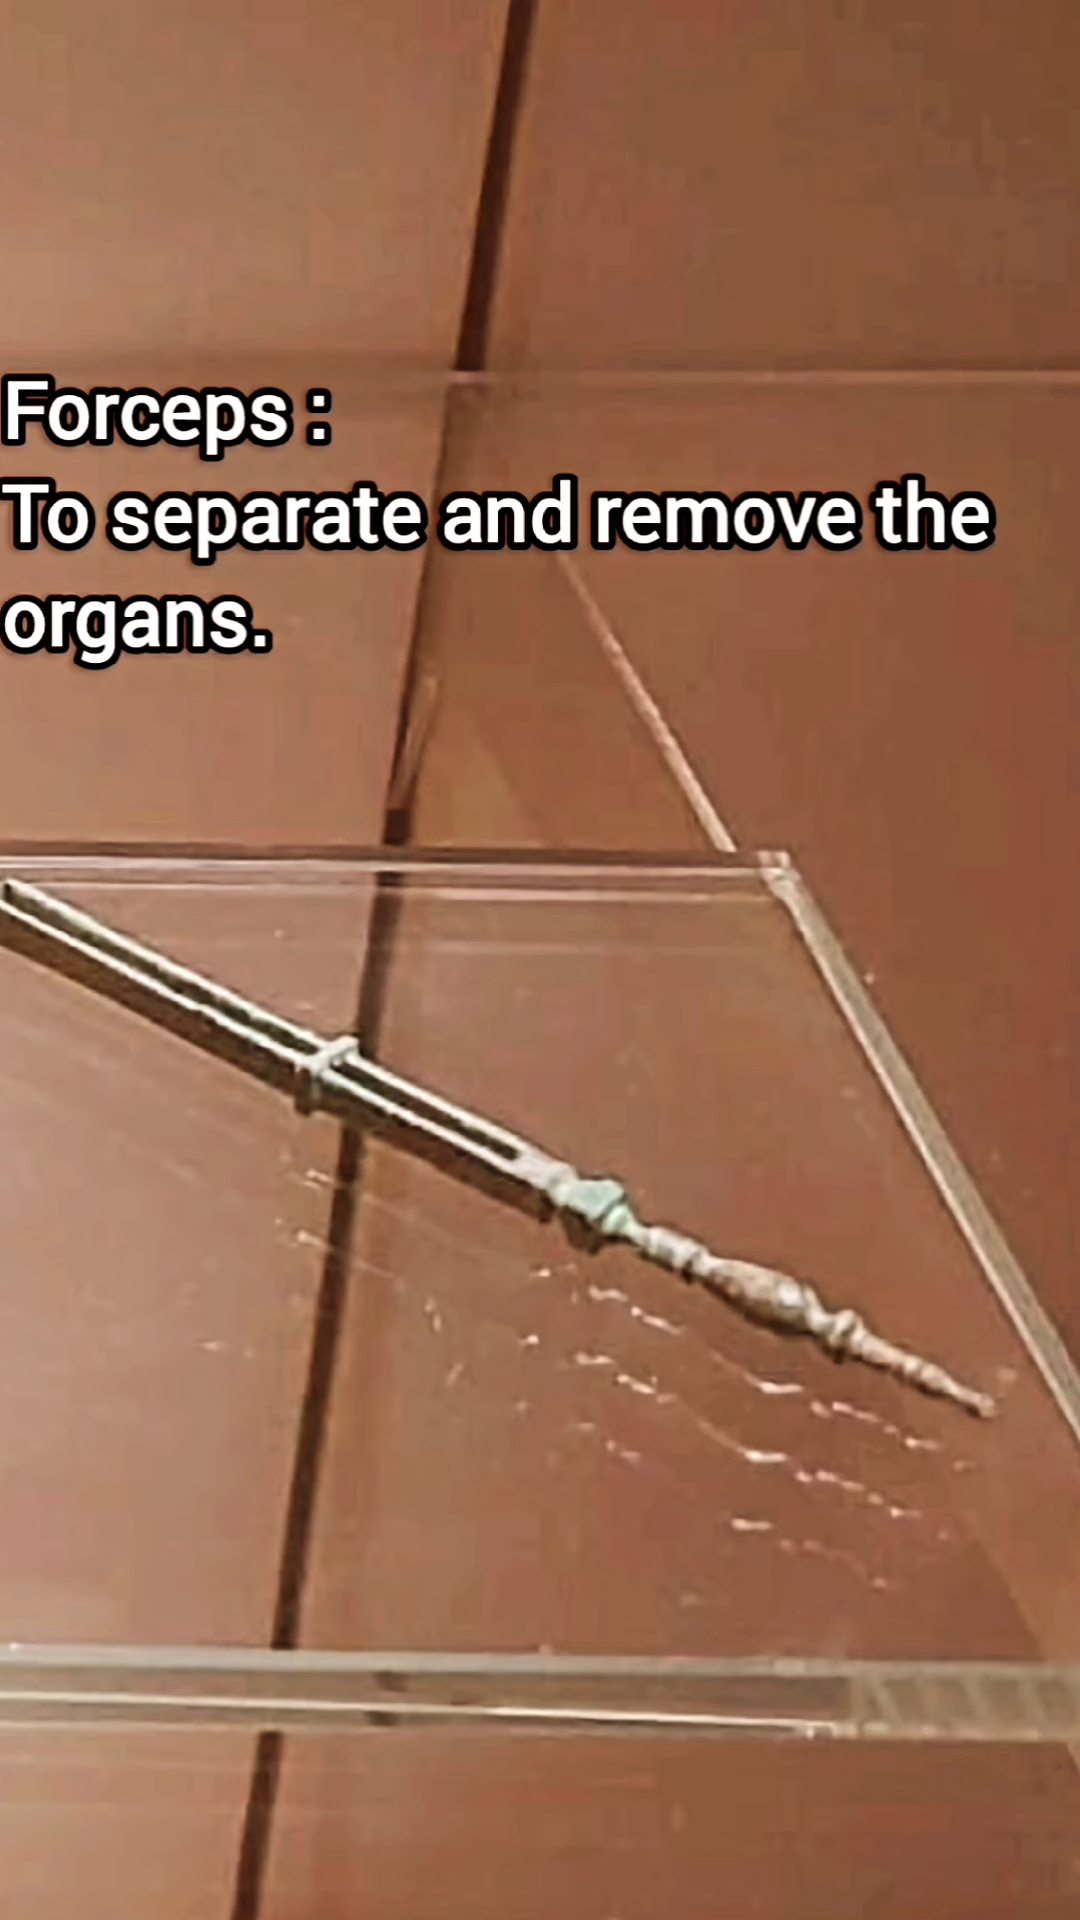 Forceps :
To separate and remove the
organs.